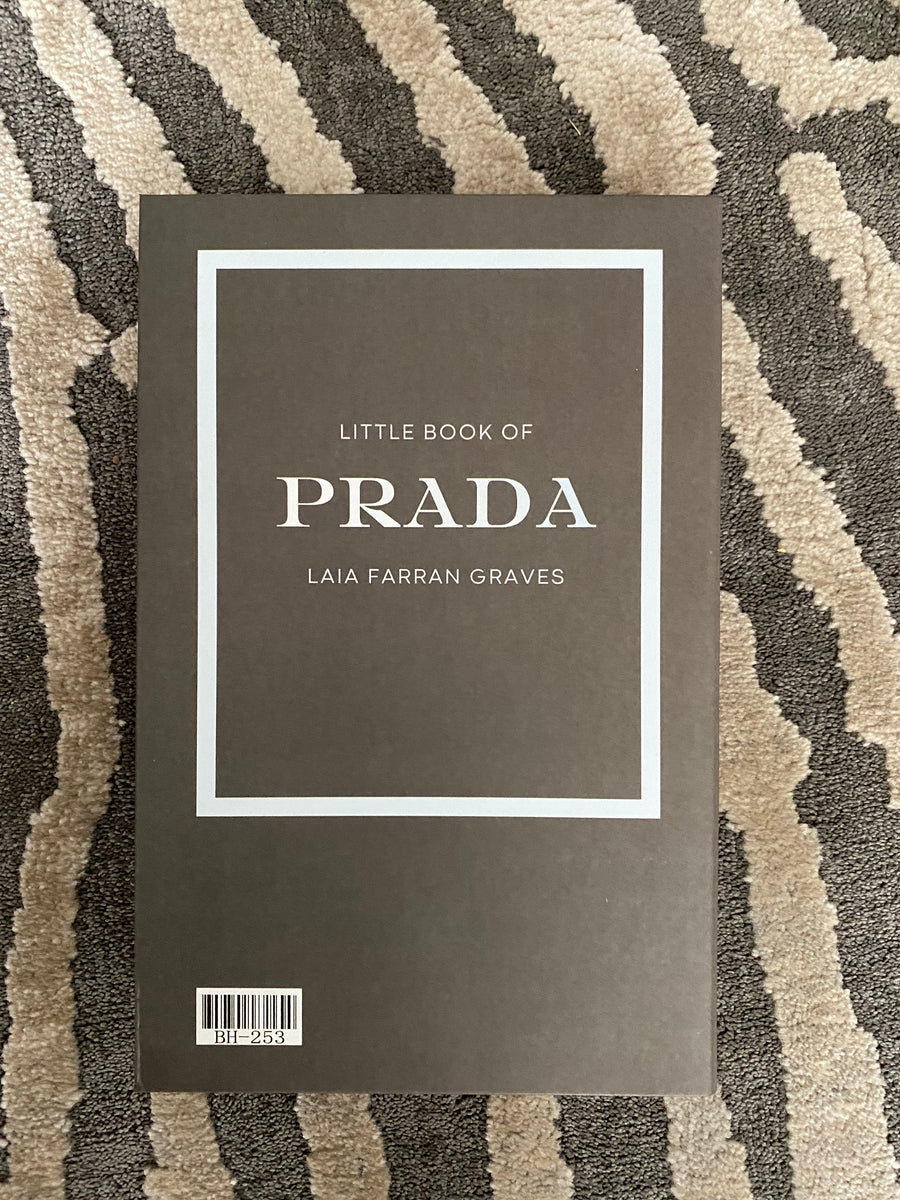 LITTLE BOOK OF
PRADA
LAIA FARRAN GRAVES
BH-253